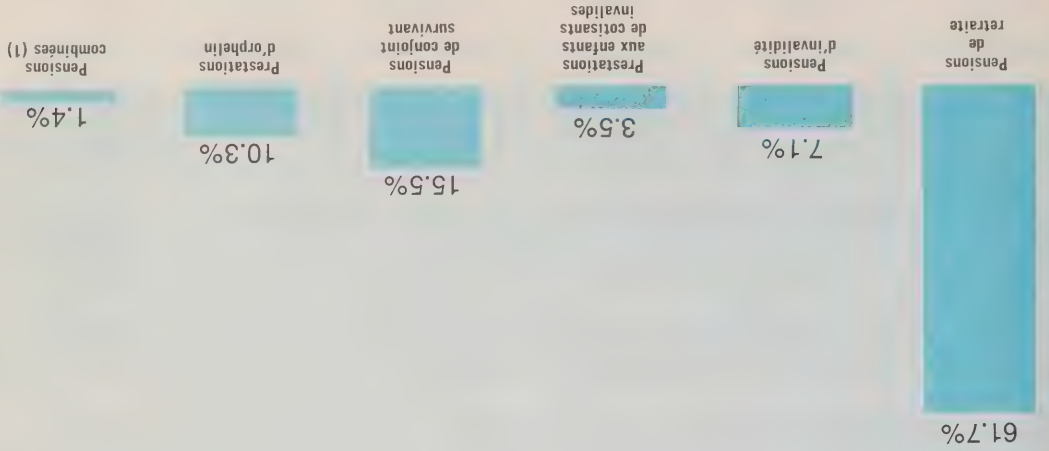 61.7%
Pensions
de
retraite
7.1%
Pensions
d'invalidité
3.5%
Prestations
aux enfants
de cotisants
invalides
15.5%
Pensions
de conjoint
survivant
10.3%
Prestations
d'orphelin
1.4%
Pensions
combinées (1)